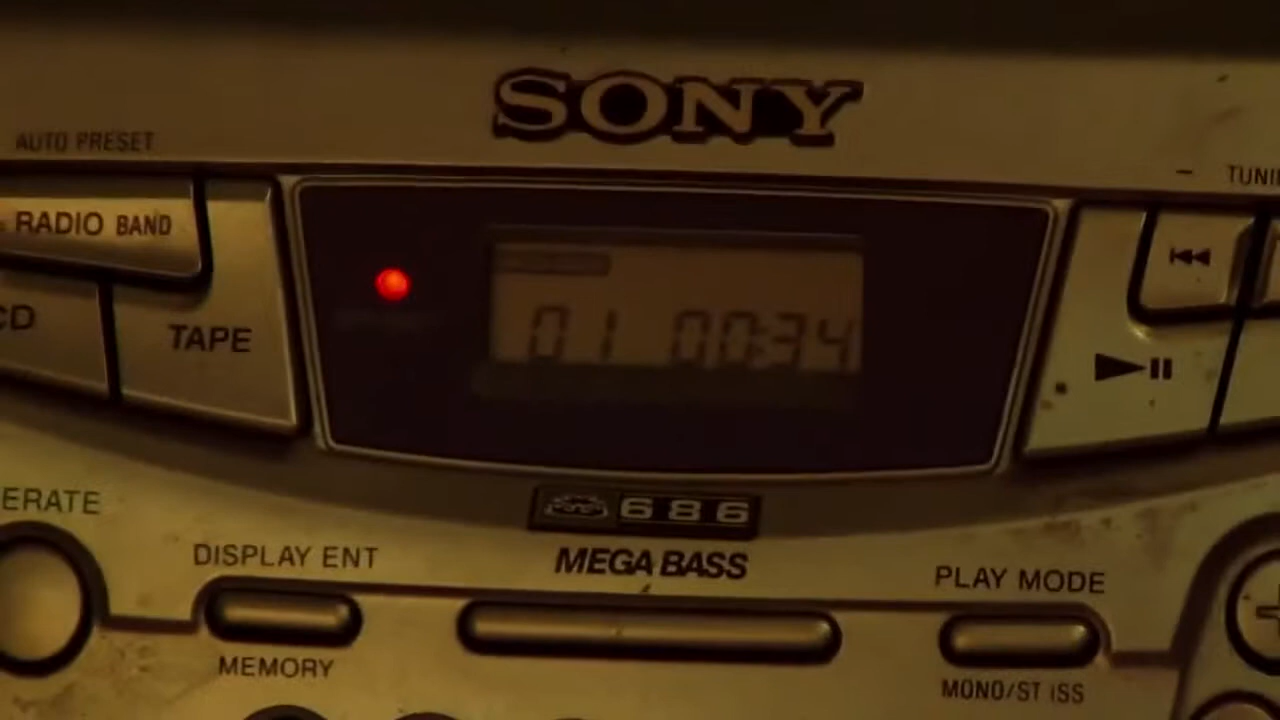 SONY
AUTO PRESET
TUNI
RADIO BAND
CD
TAPE
01 00:34
686
ERATE
DISPLAY ENT
MEGA BASS
PLAY MODE
MEMORY
MONO/ST ISS